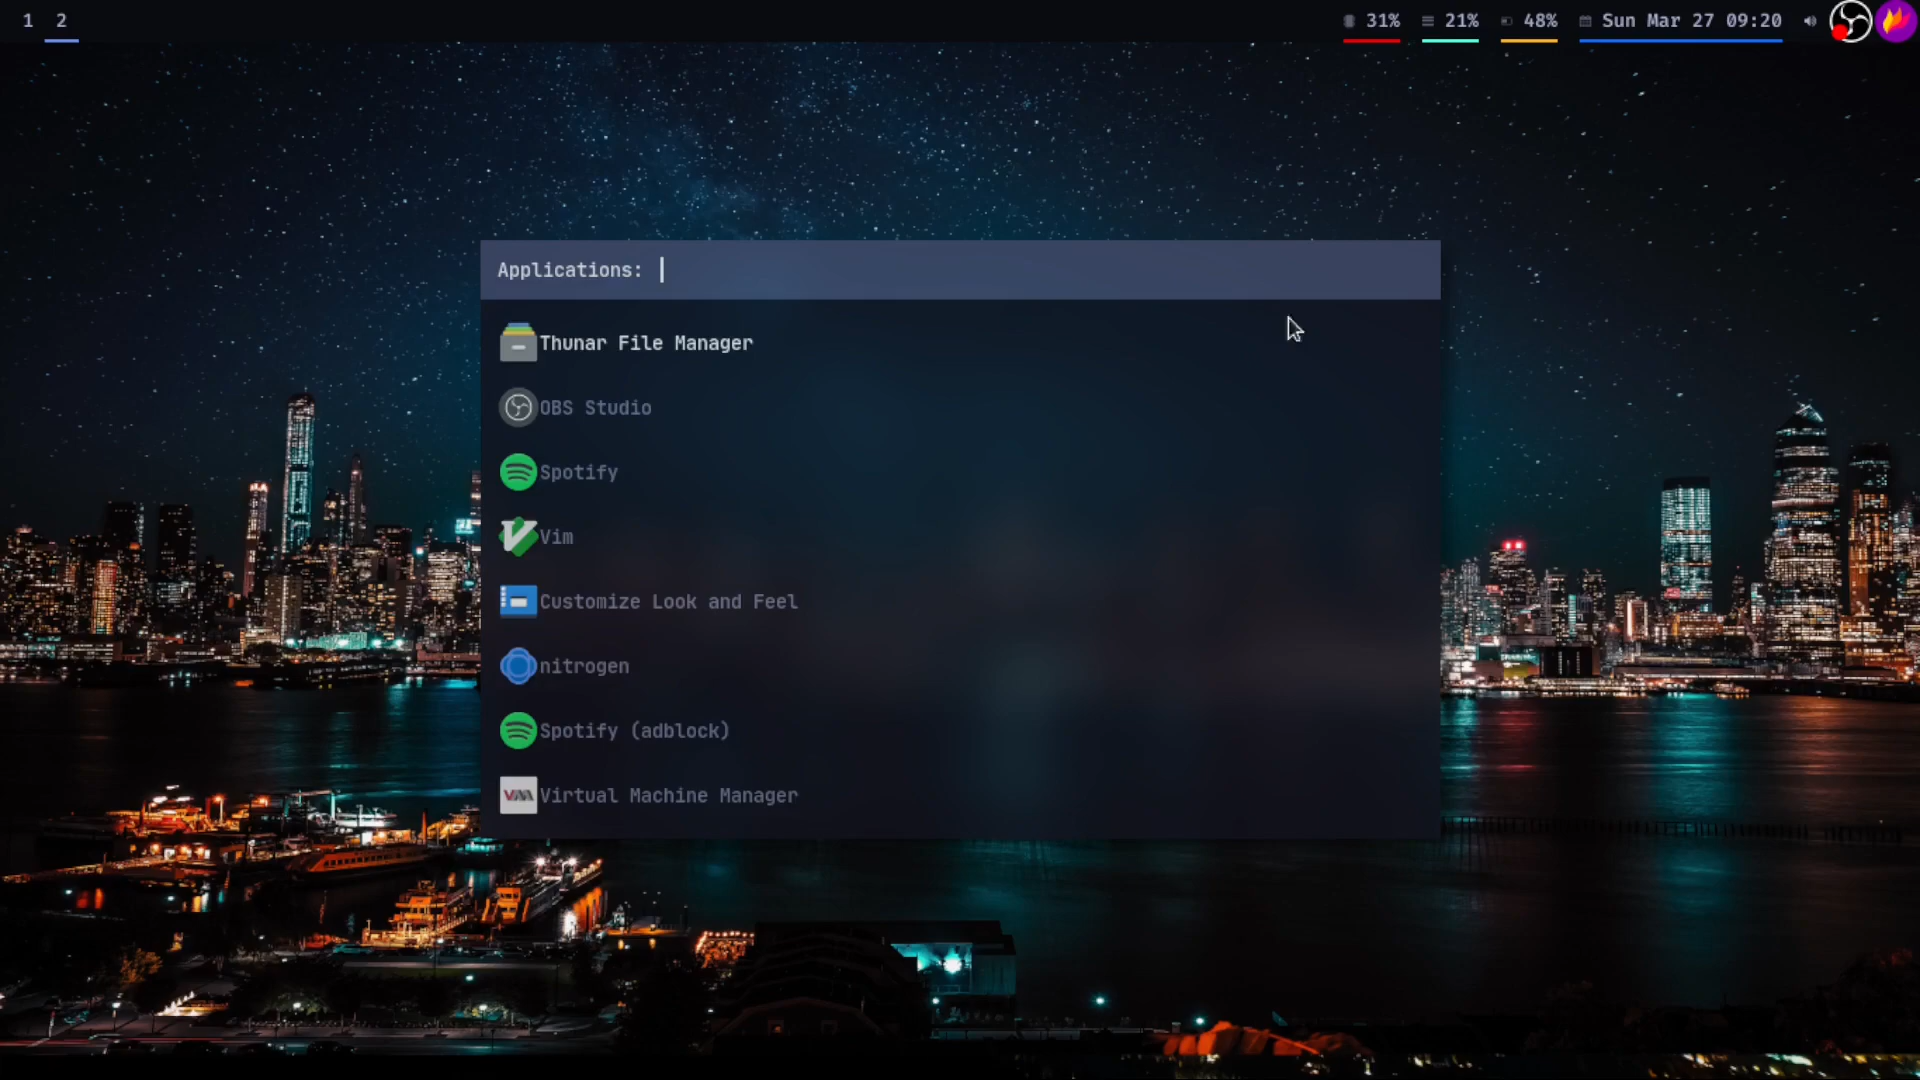 1 2 31% 21% 48% Sun Mar 27 09:20
Applications:
Thunar File Manager
OBS Studio
Spotify
Vim
Customize Look and Feel
nitrogen
Spotify (adblock)
VMM Virtual Machine Manager